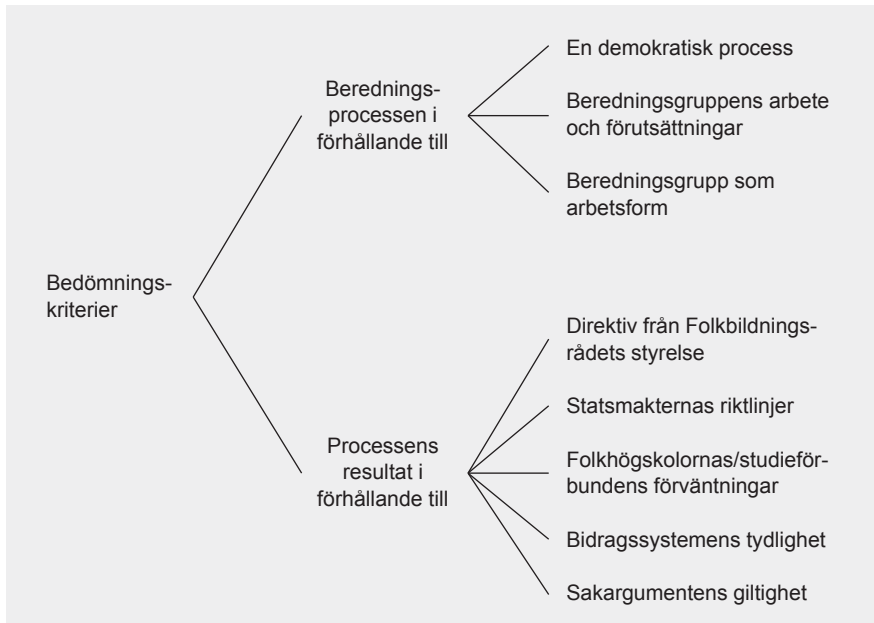 Bedömnings-
kriterier
Berednings-
processen i
förhållande till
En demokratisk process
Beredningsgruppens arbete
och förutsättningar
Beredningsgrupp som
arbetsform
Processens
resultat i
förhållande till
Direktiv från Folkbildnings-
rådets styrelse
Statsmakternas riktlinjer
Folkhögskolornas/studieför-
bundens förväntningar
Bidragssystemens tydlighet
Sakargumentens giltighet